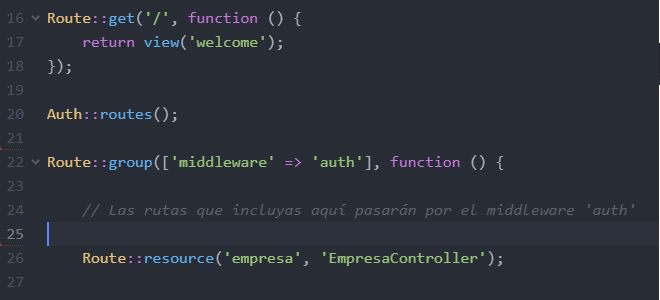 16 Route::get('/', function () {
17     return view('welcome');
18 });
19
20 Auth::routes();
21
22 Route::group(['middleware' => 'auth'], function () {
23
24     // Las rutas que incluyas aquí pasarán por el middleware 'auth'
25
26     Route::resource('empresa', 'EmpresaController');
27